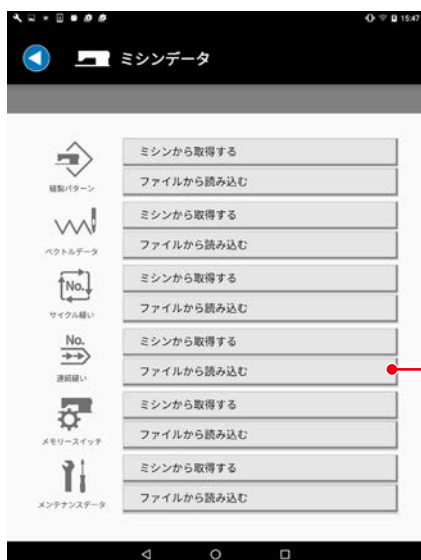 15:47
ミシンデータ
ミシンから取得する
ファイルから読み込む
縫製パターン
ミシンから取得する
ファイルから読み込む
ベクトルデータ
ミシンから取得する
No.
ファイルから読み込む
サイクル縫い
No.
ミシンから取得する
ファイルから読み込む
連続縫い
ミシンから取得する
ファイルから読み込む
メモリースイッチ
ミシンから取得する
ファイルから読み込む
メンテナンスデータ